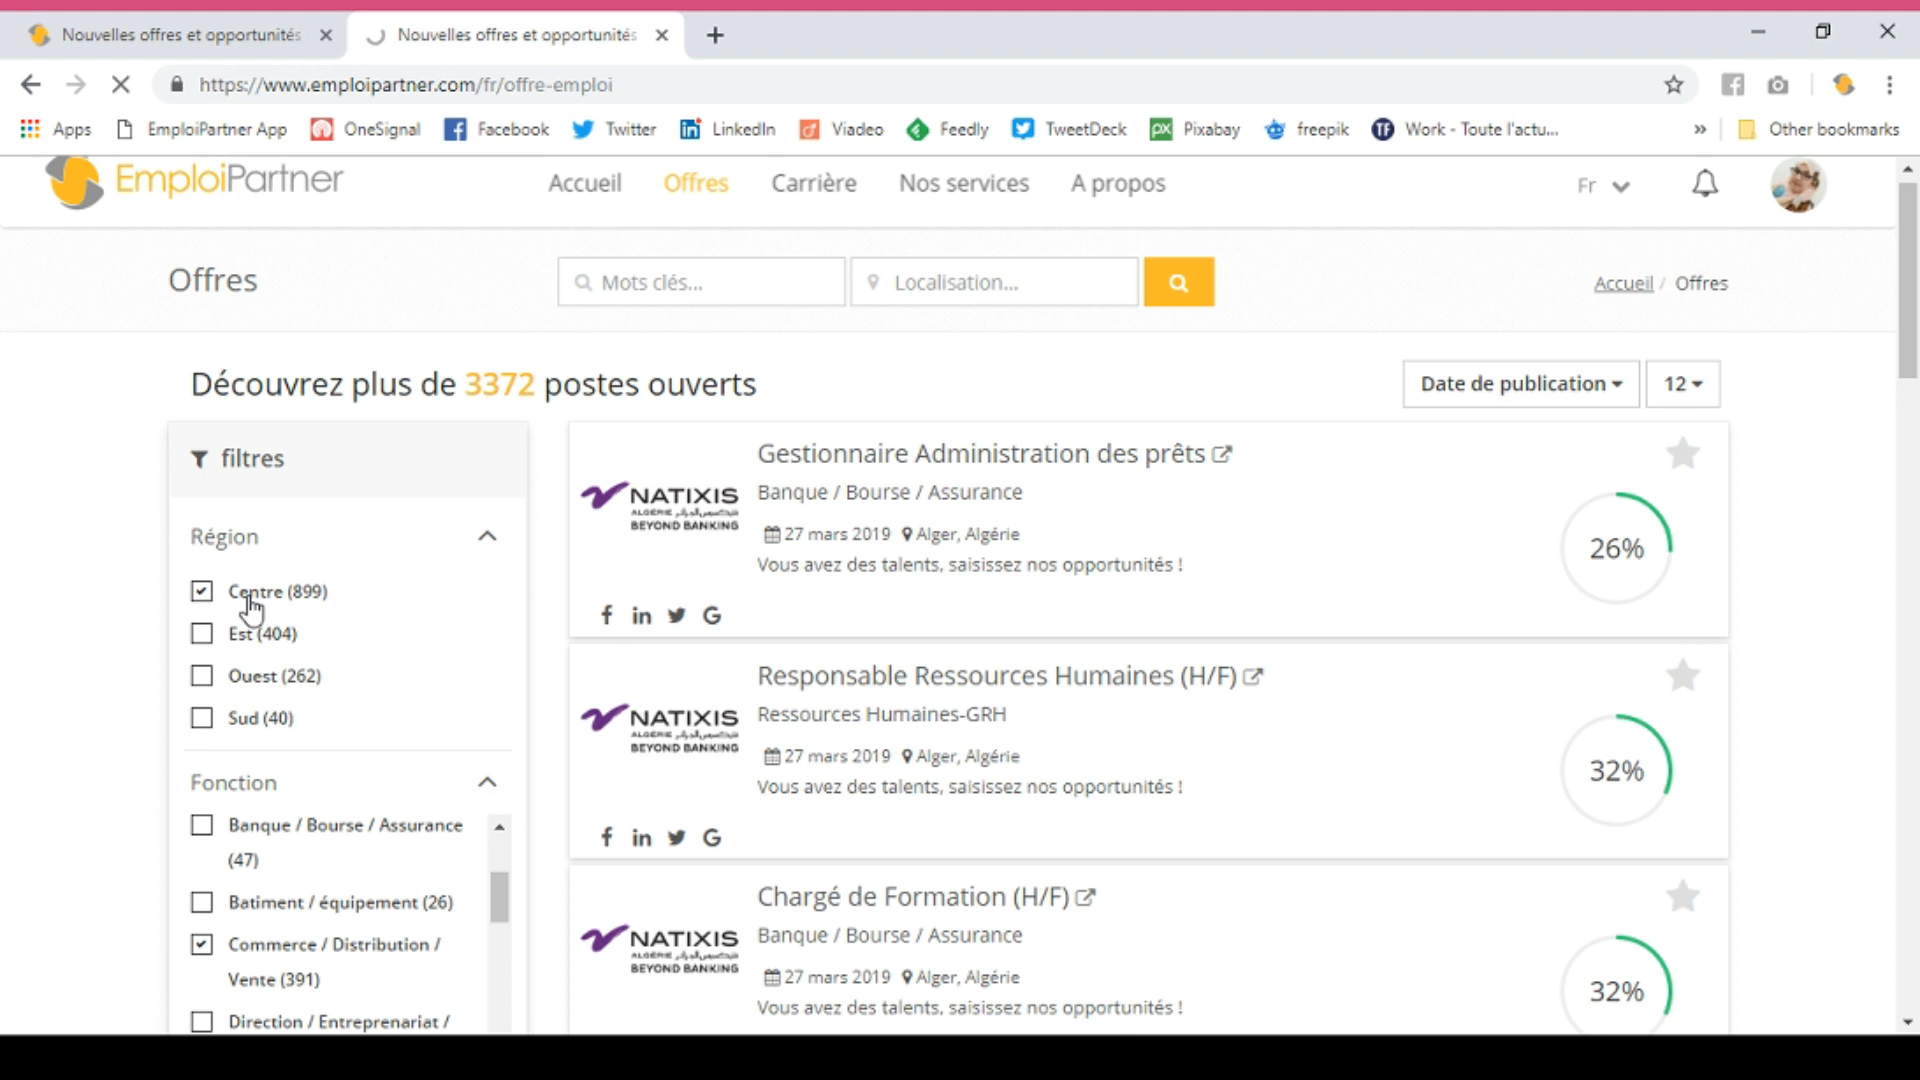 Nouvelles offres et opportunités
Nouvelles offres et opportunités
https://www.emploipartner.com/fr/offre-emploi
Apps EmploiPartner App OneSignal Facebook Twitter LinkedIn Viadeo Feedly TweetDeck Pixabay freepik Work - Toute l'actu... » Other bookmarks
EmploiPartner Accueil Offres Carrière Nos services A propos Fr
Offres Mots clés... Localisation... Accueil / Offres
Découvrez plus de 3372 postes ouverts Date de publication 12
filtres
Région
Centre (899)
Est (404)
Ouest (262)
Sud (40)
Fonction
Banque / Bourse / Assurance
(47)
Batiment / équipement (26)
Commerce / Distribution /
Vente (391)
Direction / Entreprenariat /
Gestionnaire Administration des prêts
NATIXIS
BEYOND BANKING
Banque / Bourse / Assurance
27 mars 2019 Alger, Algérie
Vous avez des talents, saisissez nos opportunités !
26%
Responsable Ressources Humaines (H/F)
NATIXIS
BEYOND BANKING
Ressources Humaines-GRH
27 mars 2019 Alger, Algérie
Vous avez des talents, saisissez nos opportunités !
32%
Chargé de Formation (H/F)
NATIXIS
BEYOND BANKING
Banque / Bourse / Assurance
27 mars 2019 Alger, Algérie
Vous avez des talents, saisissez nos opportunités !
32%